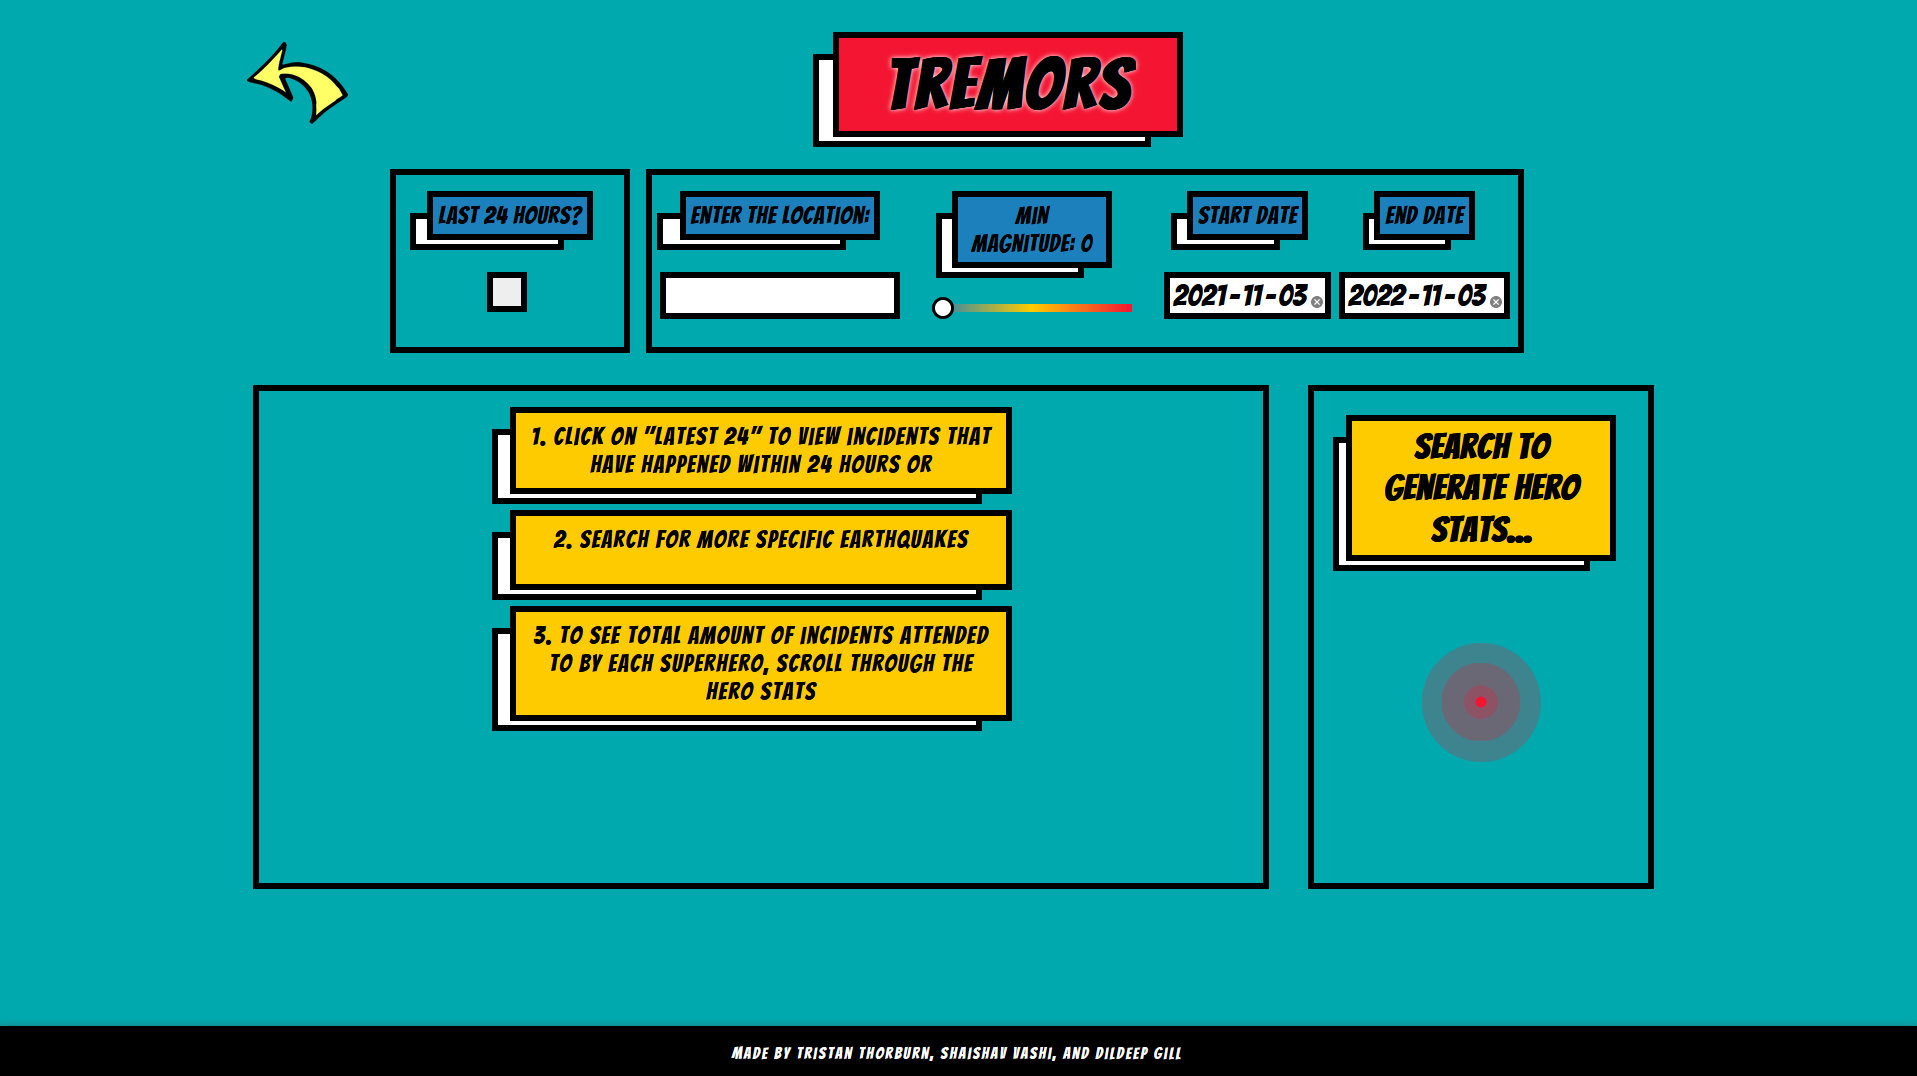 TREMORS
LAST 24 HOURS?
ENTER THE LOCATION:
MIN
MAGNITUDE: 0
START DATE
END DATE
2021-11-03
2022-11-03
1. CLICK ON "LATEST 24" TO VIEW INCIDENTS THAT
HAVE HAPPENED WITHIN 24 HOURS OR
2. SEARCH FOR MORE SPECIFIC EARTHQUAKES
3. TO SEE TOTAL AMOUNT OF INCIDENTS ATTENDED
TO BY EACH SUPERHERO, SCROLL THROUGH THE
HERO STATS
SEARCH TO
GENERATE HERO
STATS...
MADE BY TRISTAN THORBURN, SHAISHAV VASHI, AND DILDEEP GILL